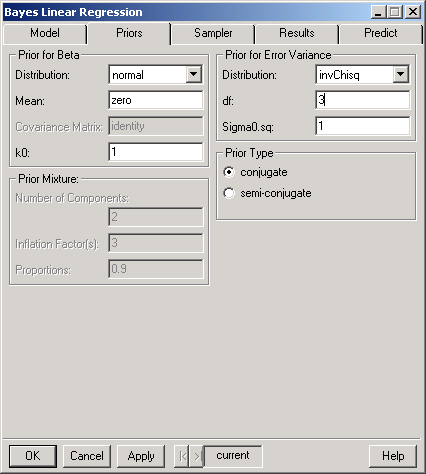 Bayes Linear Regression
Model Priors Sampler Results Predict
Prior for Beta
Distribution: normal
Mean: zero
Covariance Matrix: identity
k0: 1
Prior Mixture:
Number of Components:
2
Inflation Factor(s): 3
Proportions: 0.9
Prior for Error Variance
Distribution: invChisq
df: 3
Sigma0.sq: 1
Prior Type
conjugate
semi-conjugate
OK Cancel Apply current Help